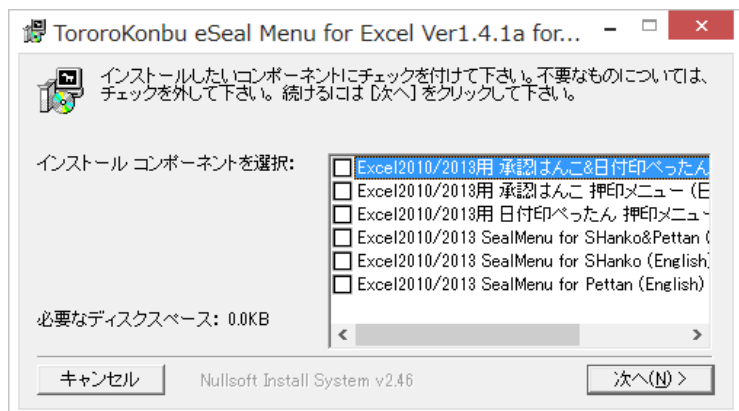 TororoKonbu eSeal Menu for Excel Ver1.4.1a for...
インストールしたいコンポーネントにチェックを付けて下さい。不要なものについては、
チェックを外して下さい。続けるには [次へ] をクリックして下さい。
インストール コンポーネントを選択:
Excel2010/2013用 承認はんこ&日付印ぺったん
Excel2010/2013用 承認はんこ 押印メニュー (日
Excel2010/2013用 日付印ぺったん 押印メニュー
Excel2010/2013 SealMenu for SHanko&Pettan (
Excel2010/2013 SealMenu for SHanko (English)
Excel2010/2013 SealMenu for Pettan (English)
必要なディスクスペース: 0.0KB
キャンセル
Nullsoft Install System v2.46
次へ(N) >